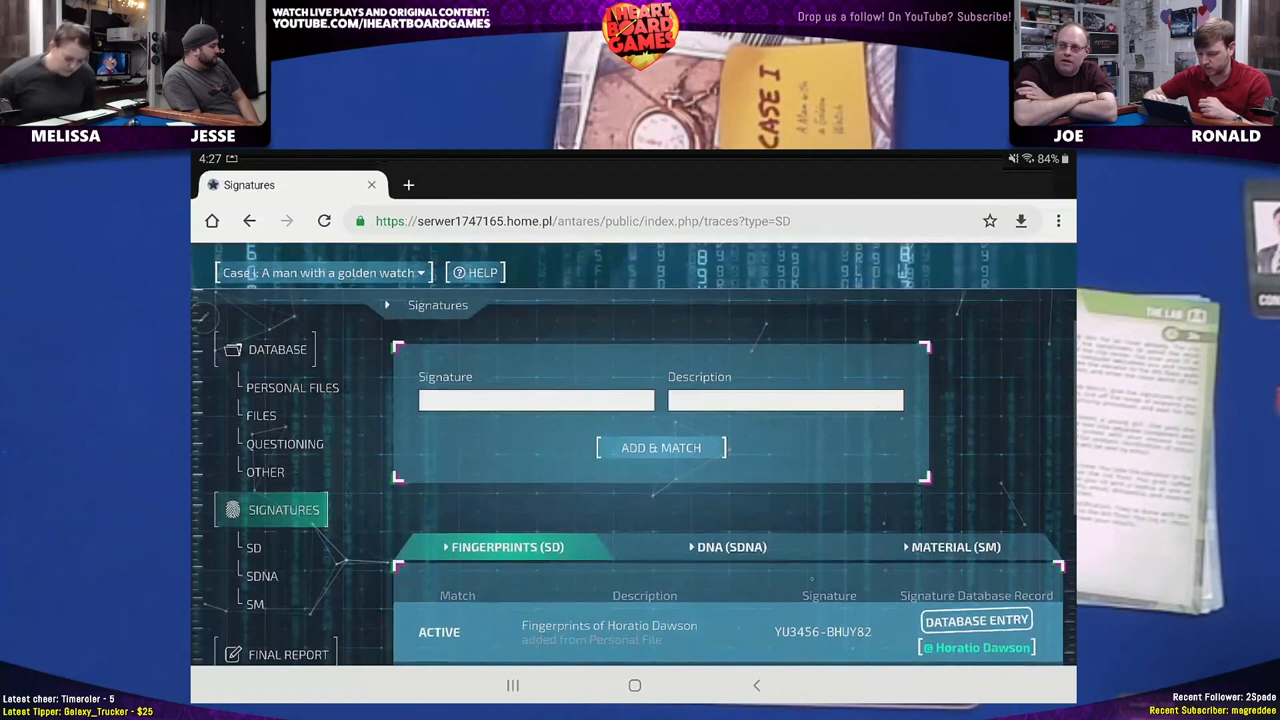 WATCH LIVE PLAYS AND ORIGINAL CONTENT:
YOUTUBE.COM/IHEARTBOARDGAMES
I HEART
BOARD
GAMES
Drop us a follow! On YouTube? Subscribe!
MELISSA
JESSE
JOE
RONALD
CASE I
A Man with
a Golden
Watch
THE LAB
4:27
84%
Signatures
https://serwer1747165.home.pl/antares/public/index.php/traces?type=SD
Case I: A man with a golden watch
HELP
Signatures
DATABASE
PERSONAL FILES
FILES
QUESTIONING
OTHER
SIGNATURES
SD
SDNA
SM
FINAL REPORT
Signature
Description
ADD & MATCH
FINGERPRINTS (SD)
DNA (SDNA)
MATERIAL (SM)
Match
Description
Signature
Signature Database Record
ACTIVE
Fingerprints of Horatio Dawson
added from Personal File
YU3456-BHUY82
DATABASE ENTRY
@ Horatio Dawson
Latest cheer: Timeroler - 5
Latest Tipper: Galaxy_Trucker - $25
Recent Follower: 2Spede
Recent Subscriber: magreddee